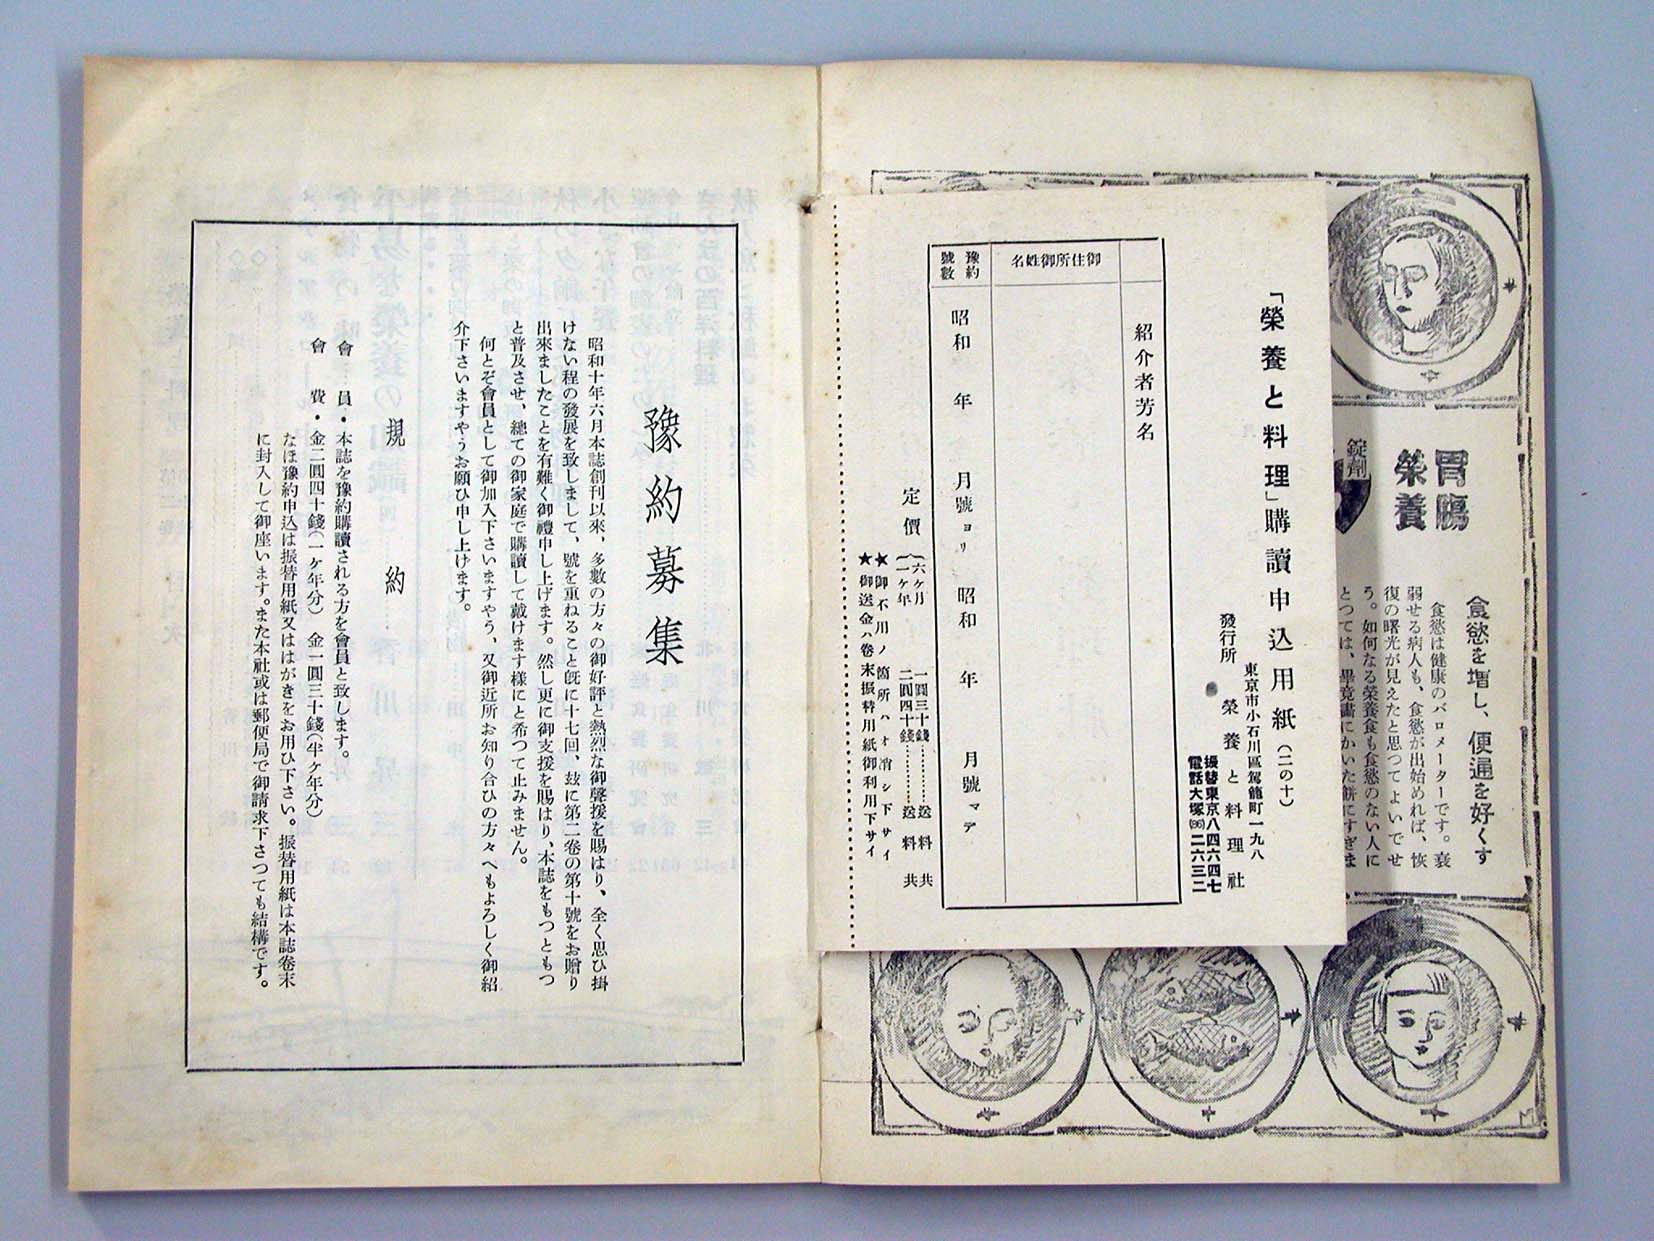 胃腸
榮養
錠劑
食慾を増し、便通を好くす
食慾は健康のバロメーターです。衰
弱せる病人も、食慾が出始めれば、恢
復の曙光が見えたと思つてよいでせ
う。如何なる榮養食も食慾のない人に
とつては、畢竟畵にかいた餅にすぎま
「榮養と料理」購讀申込用紙(二の十)
東京市小石川區駕籠町一九八
發行所 榮養と料理社
振替東京八四六四七
電話大塚(86)二六三二
紹介者芳名
御住所御姓名
豫約
號數
昭和 年 月號ヨリ 昭和 年 月號マデ
定價
(六ヶ月 一圓三十錢……送料共
(一ヶ年 二圓四十錢……送料共
★御不用ノ箇所ハオ消シ下サイ
★御送金ハ卷末振替用紙御利用下サイ
豫約募集
昭和十年六月本誌創刊以來、多數の方々の御好評と熱烈な御聲援を賜はり、全く思ひ掛
けない程の發展を致しまして、號を重ねること旣に十七回、玆に第二卷の第十號をお贈り
出來ましたことを有難く御禮申し上げます。然し更に御支援を賜はり、本誌をもつともつ
と普及させ、總ての御家庭で購讀して戴けます樣にと希つて止みません。
何とぞ會員として御加入下さいますやう、又御近所お知り合ひの方々へもよろしく御紹
介下さいますやうお願ひ申し上げます。
規約
會員・本誌を豫約購讀される方を會員と致します。
會費・金二圓四十錢(一ヶ年分) 金一圓三十錢(半ヶ年分)
なほ豫約申込は振替用紙又ははがきをお用ひ下さい。振替用紙は本誌卷末
に封入して御座います。また本社或は郵便局で御請求下さつても結構です。